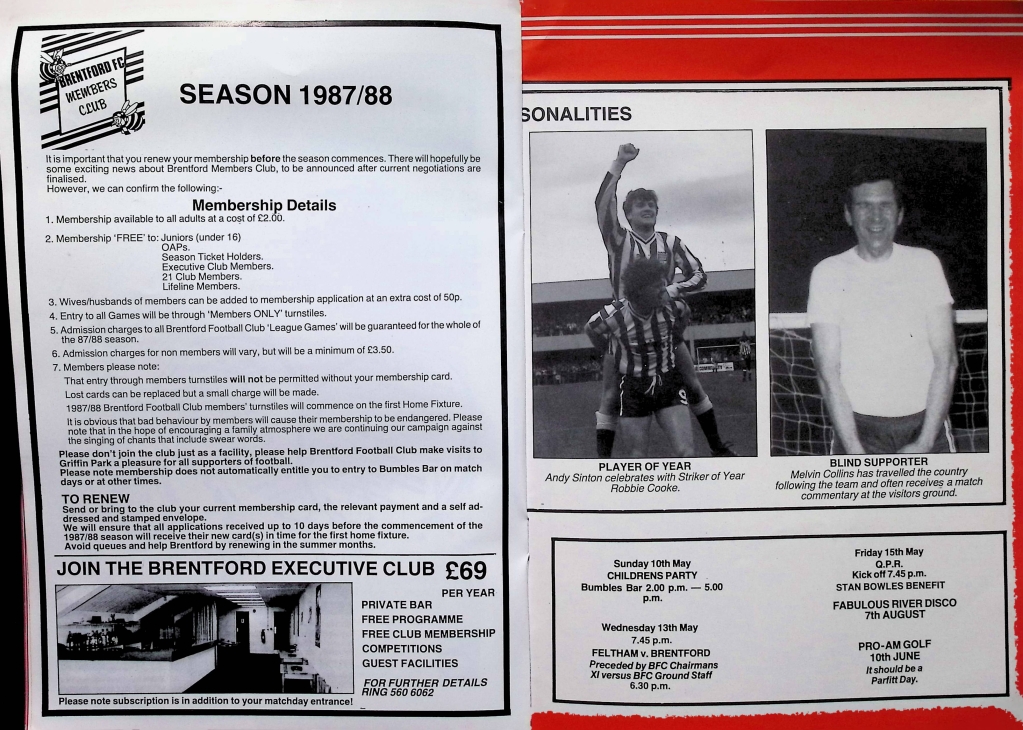 BRENTFORD FC
MEMBERS
CLUB
SEASON 1987/88
It is important that you renew your membership before the season commences. There will hopefully be
some exciting news about Brentford Members Club, to be announced after current negotiations are
finalised.
However, we can confirm the following:-
Membership Details
1. Membership available to all adults at a cost of £2.00.
2. Membership 'FREE' to: Juniors (under 16)
OAPs.
Season Ticket Holders.
Executive Club Members.
21 Club Members.
Lifeline Members.
3. Wives/husbands of members can be added to membership application at an extra cost of 50p.
4. Entry to all Games will be through 'Members ONLY' turnstiles.
5. Admission charges to all Brentford Football Club 'League Games' will be guaranteed for the whole of
the 87/88 season.
6. Admission charges for non members will vary, but will be a minimum of £3.50.
7. Members please note:
That entry through members turnstiles will not be permitted without your membership card.
Lost cards can be replaced but a small charge will be made.
1987/88 Brentford Football Club members' turnstiles will commence on the first Home Fixture.
It is obvious that bad behaviour by members will cause their membership to be endangered. Please
note that in the hope of encouraging a family atmosphere we are continuing our campaign against
the singing of chants that include swear words.
Please don't join the club just as a facility, please help Brentford Football Club make visits to
Griffin Park a pleasure for all supporters of football.
Please note membership does not automatically entitle you to entry to Bumbles Bar on match
days or at other times.
TO RENEW
Send or bring to the club your current membership card, the relevant payment and a self ad-
dressed and stamped envelope.
We will ensure that all applications received up to 10 days before the commencement of the
1987/88 season will receive their new card(s) in time for the first home fixture.
Avoid queues and help Brentford by renewing in the summer months.
JOIN THE BRENTFORD EXECUTIVE CLUB £69
PER YEAR
PRIVATE BAR
FREE PROGRAMME
FREE CLUB MEMBERSHIP
COMPETITIONS
GUEST FACILITIES
FOR FURTHER DETAILS
RING 560 6062
Please note subscription is in addition to your matchday entrance!
SONALITIES
9
PLAYER OF YEAR
Andy Sinton celebrates with Striker of Year
Robbie Cooke.
BLIND SUPPORTER
Melvin Collins has travelled the country
following the team and often receives a match
commentary at the visitors ground.
Sunday 10th May
CHILDRENS PARTY
Bumbles Bar 2.00 p.m. — 5.00
p.m.
Wednesday 13th May
7.45 p.m.
FELTHAM v. BRENTFORD
Preceded by BFC Chairmans
XI versus BFC Ground Staff
6.30 p.m.
Friday 15th May
Q.P.R.
Kick off 7.45 p.m.
STAN BOWLES BENEFIT
FABULOUS RIVER DISCO
7th AUGUST
PRO-AM GOLF
10th JUNE
It should be a
Parfitt Day.